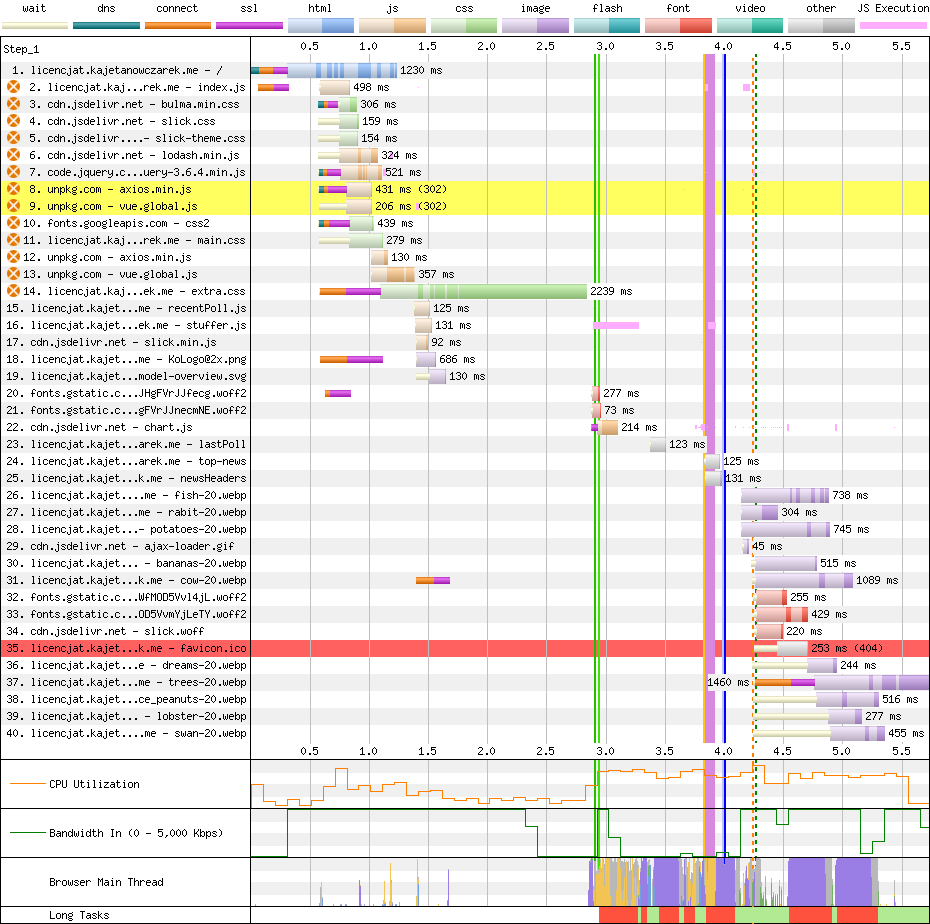 wait dns connect ssl html js css image flash font video other JS Execution
Step_1 0.5 1.0 1.5 2.0 2.5 3.0 3.5 4.0 4.5 5.0 5.5
1. licencjat.kajetanowczarek.me - / 1230 ms
2. licencjat.kaj...rek.me - index.js 498 ms
3. cdn.jsdelivr.net - bulma.min.css 306 ms
4. cdn.jsdelivr.net - slick.css 159 ms
5. cdn.jsdelivr....- slick-theme.css 154 ms
6. cdn.jsdelivr.net - lodash.min.js 324 ms
7. code.jquery.c...uery-3.6.4.min.js 521 ms
8. unpkg.com - axios.min.js 431 ms (302)
9. unpkg.com - vue.global.js 206 ms (302)
10. fonts.googleapis.com - css2 439 ms
11. licencjat.kaj...rek.me - main.css 279 ms
12. unpkg.com - axios.min.js 130 ms
13. unpkg.com - vue.global.js 357 ms
14. licencjat.kaj...ek.me - extra.css 2239 ms
15. licencjat.kajet...me - recentPoll.js 125 ms
16. licencjat.kajet...ek.me - stuffer.js 131 ms
17. cdn.jsdelivr.net - slick.min.js 92 ms
18. licencjat.kajet...me - KoLogo@2x.png 686 ms
19. licencjat.kajet...model-overview.svg 130 ms
20. fonts.gstatic.c...JHgFVrJJfecg.woff2 277 ms
21. fonts.gstatic.c...gFVrJJnecmNE.woff2 73 ms
22. cdn.jsdelivr.net - chart.js 214 ms
23. licencjat.kajet...arek.me - lastPoll 123 ms
24. licencjat.kajet...arek.me - top-news 125 ms
25. licencjat.kajet...k.me - newsHeaders 131 ms
26. licencjat.kajet....me - fish-20.webp 738 ms
27. licencjat.kajet...me - rabit-20.webp 304 ms
28. licencjat.kajet...- potatoes-20.webp 745 ms
29. cdn.jsdelivr.net - ajax-loader.gif 45 ms
30. licencjat.kajet... - bananas-20.webp 515 ms
31. licencjat.kajet...k.me - cow-20.webp 1089 ms
32. fonts.gstatic.c...WfMOD5Vvl4jL.woff2 255 ms
33. fonts.gstatic.c...OD5VvmYjLeTY.woff2 429 ms
34. cdn.jsdelivr.net - slick.woff 220 ms
35. licencjat.kajet...k.me - favicon.ico 253 ms (404)
36. licencjat.kajet...e - dreams-20.webp 244 ms
37. licencjat.kajet...me - trees-20.webp 1460 ms
38. licencjat.kajet...ce_peanuts-20.webp 516 ms
39. licencjat.kajet... - lobster-20.webp 277 ms
40. licencjat.kajet....me - swan-20.webp 455 ms
0.5 1.0 1.5 2.0 2.5 3.0 3.5 4.0 4.5 5.0 5.5
CPU Utilization
Bandwidth In (0 - 5,000 Kbps)
Browser Main Thread
Long Tasks